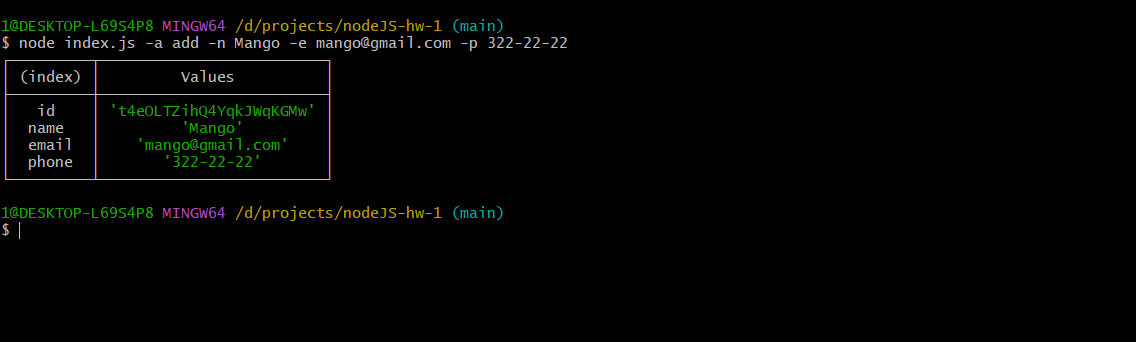 1@DESKTOP-L69S4P8 MINGW64 /d/projects/nodeJS-hw-1 (main)
$ node index.js -a add -n Mango -e mango@gmail.com -p 322-22-22
(index) Values
id 't4eOLTZihQ4YqkJWqKGMw'
name 'Mango'
email 'mango@gmail.com'
phone '322-22-22'
1@DESKTOP-L69S4P8 MINGW64 /d/projects/nodeJS-hw-1 (main)
$